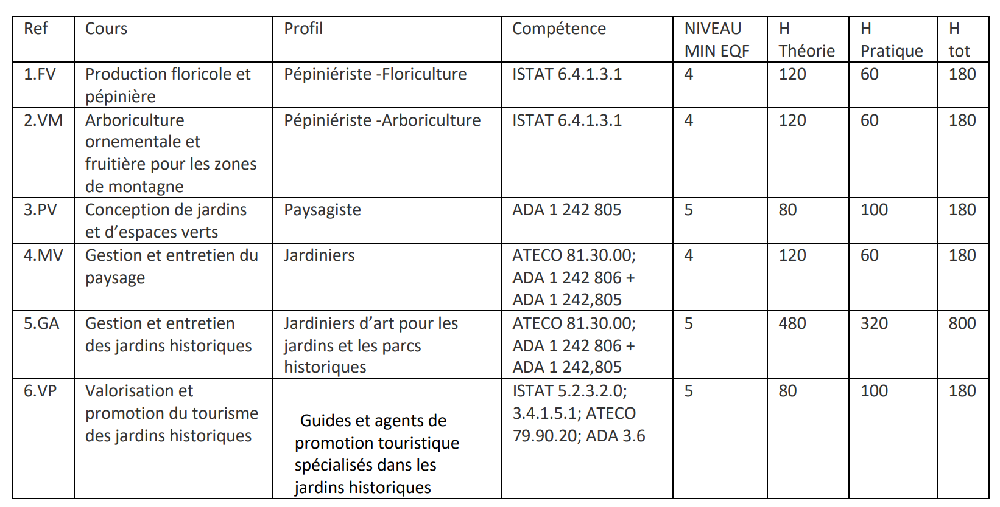 Ref Cours Profil Compétence NIVEAU MIN EQF H Théorie H Pratique H tot
1.FV Production floricole et pépinière Pépiniériste -Floriculture ISTAT 6.4.1.3.1 4 120 60 180
2.VM Arboriculture ornementale et fruitière pour les zones de montagne Pépiniériste -Arboriculture ISTAT 6.4.1.3.1 4 120 60 180
3.PV Conception de jardins et d’espaces verts Paysagiste ADA 1 242 805 5 80 100 180
4.MV Gestion et entretien du paysage Jardiniers ATECO 81.30.00; ADA 1 242 806 + ADA 1 242,805 4 120 60 180
5.GA Gestion et entretien des jardins historiques Jardiniers d’art pour les jardins et les parcs historiques ATECO 81.30.00; ADA 1 242 806 + ADA 1 242,805 5 480 320 800
6.VP Valorisation et promotion du tourisme des jardins historiques Guides et agents de promotion touristique spécialisés dans les jardins historiques ISTAT 5.2.3.2.0; 3.4.1.5.1; ATECO 79.90.20; ADA 3.6 5 80 100 180